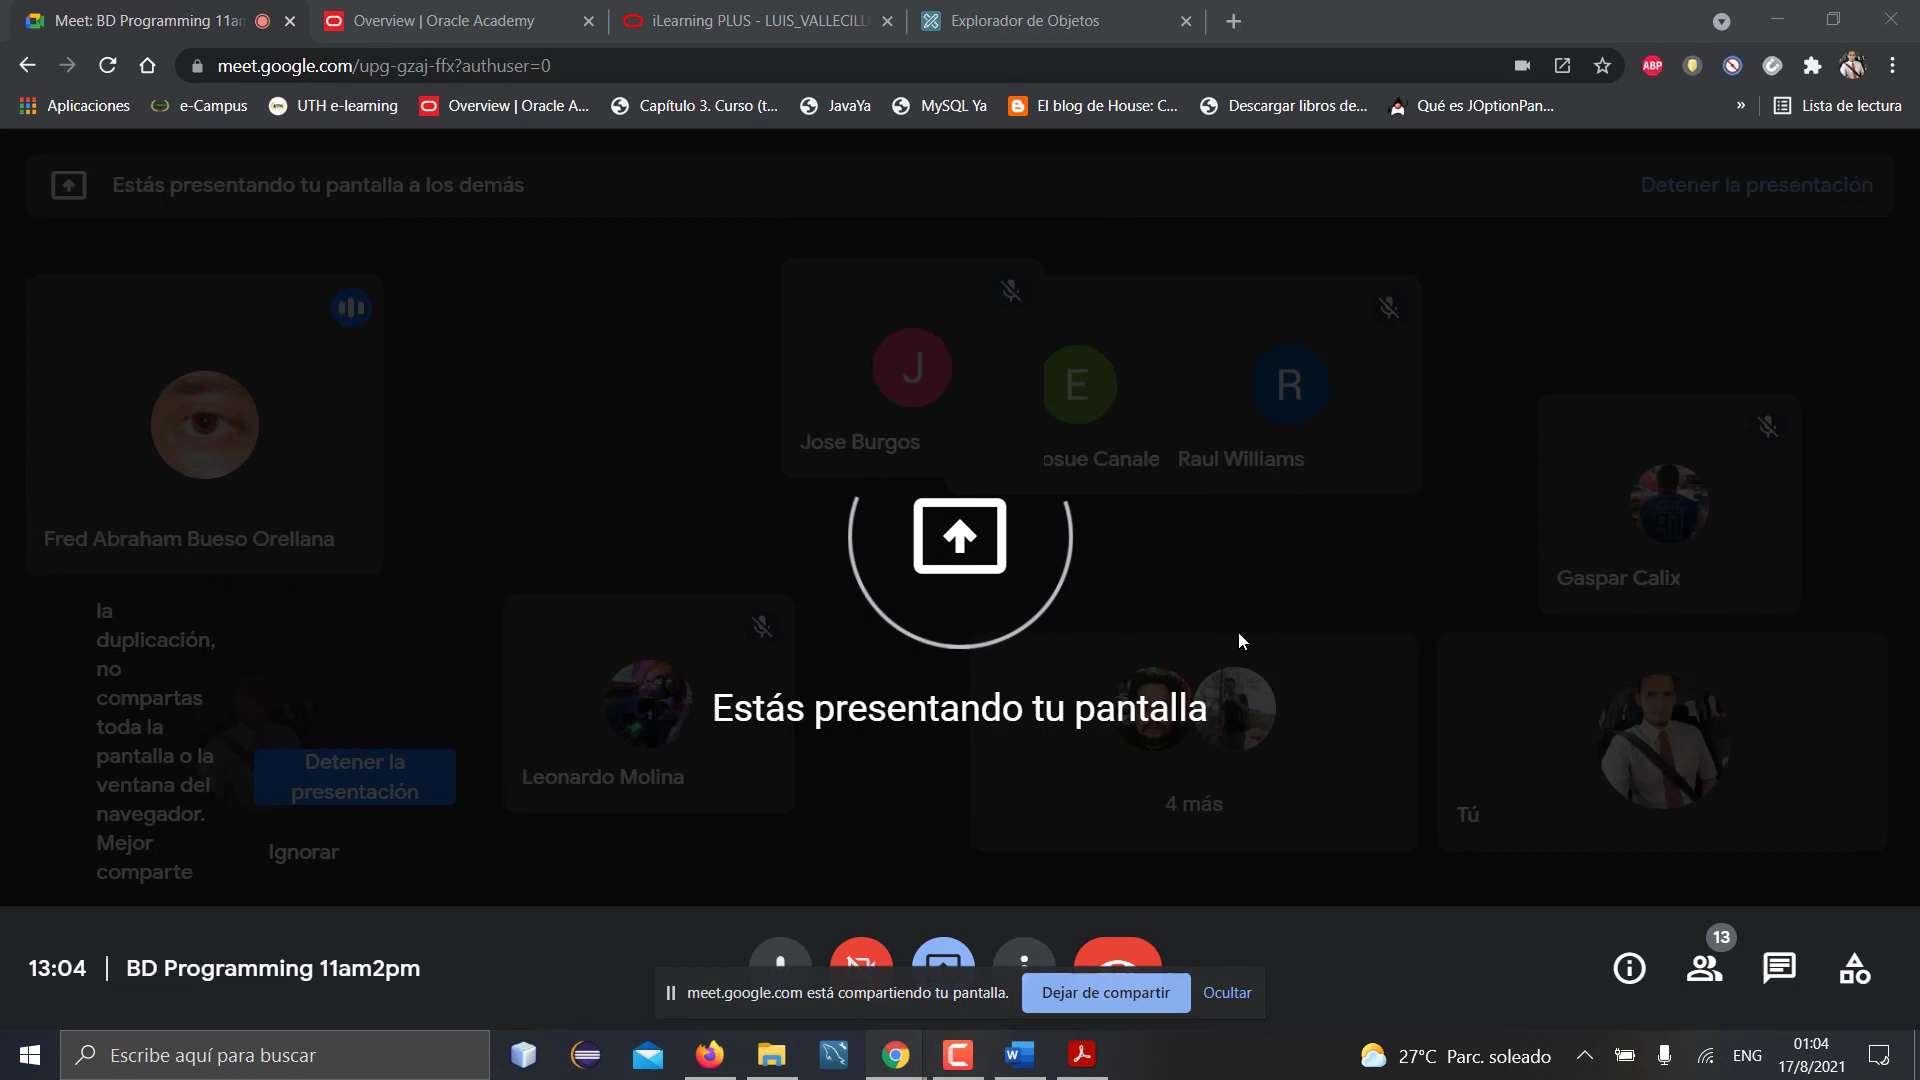 Meet: BD Programming 11am
Overview | Oracle Academy
iLearning PLUS - LUIS_VALLECILL
Explorador de Objetos
meet.google.com/upg-gzaj-ffx?authuser=0
ABP
Aplicaciones
e-Campus
UTH e-learning
Overview | Oracle A...
Capítulo 3. Curso (t...
JavaYa
MySQL Ya
El blog de House: C...
Descargar libros de...
Qué es JOptionPan...
»
Lista de lectura
Estás presentando tu pantalla a los demás
Detener la presentación
J
E
R
Jose Burgos
osue Canale
Raul Williams
Fred Abraham Bueso Orellana
Gaspar Calix
la
duplicación,
no
compartas
toda la
pantalla o la
ventana del
navegador.
Mejor
comparte
Detener la
presentación
Ignorar
Leonardo Molina
Estás presentando tu pantalla
4 más
Tú
13:04 | BD Programming 11am2pm
13
meet.google.com está compartiendo tu pantalla.
Dejar de compartir
Ocultar
Escribe aquí para buscar
27°C Parc. soleado
ENG
01:04
17/8/2021